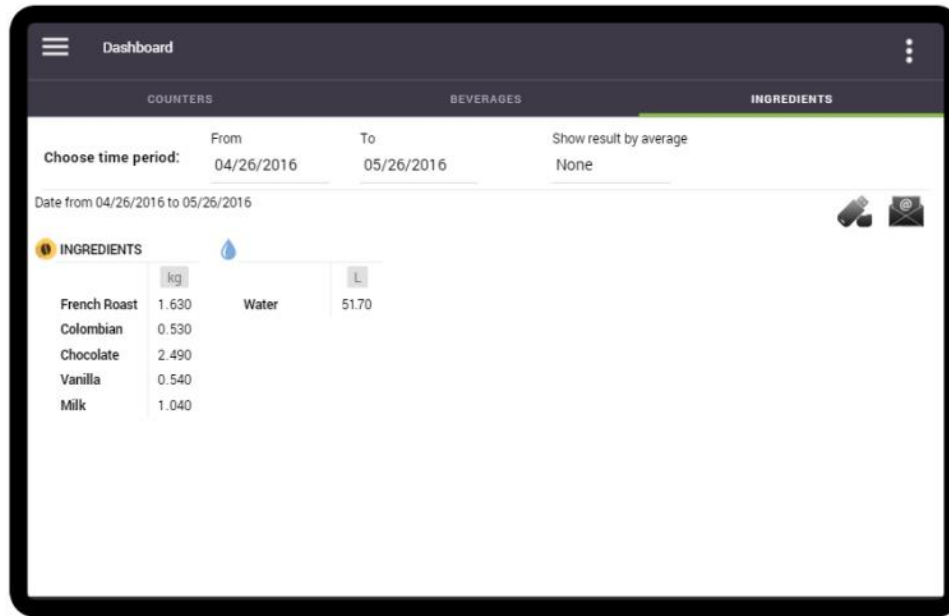 Dashboard
COUNTERS BEVERAGES INGREDIENTS
Choose time period:
From
04/26/2016
To
05/26/2016
Show result by average
None
Date from 04/26/2016 to 05/26/2016
@
INGREDIENTS
kg L
French Roast 1.630 Water 51.70
Colombian 0.530
Chocolate 2.490
Vanilla 0.540
Milk 1.040